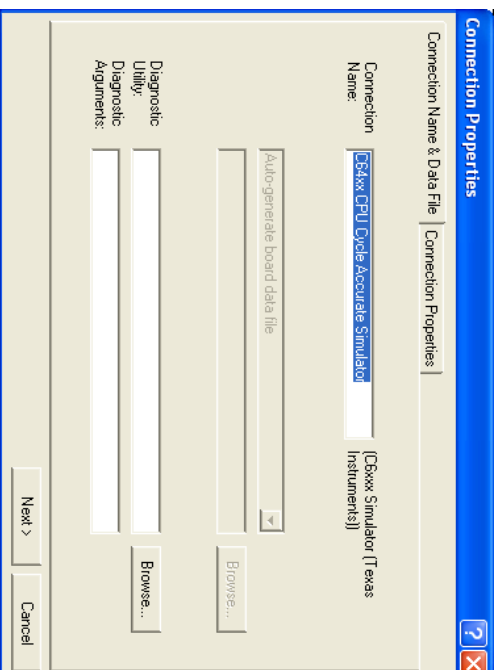 Connection Properties
Connection Name & Data File
Connection Properties
Connection
Name:
C64xx CPU Cycle Accurate Simulator
(C6xxx Simulator (Texas
Instruments))
Auto-generate board data file
Browse...
Diagnostic
Utility:
Browse...
Diagnostic
Arguments:
Next >
Cancel